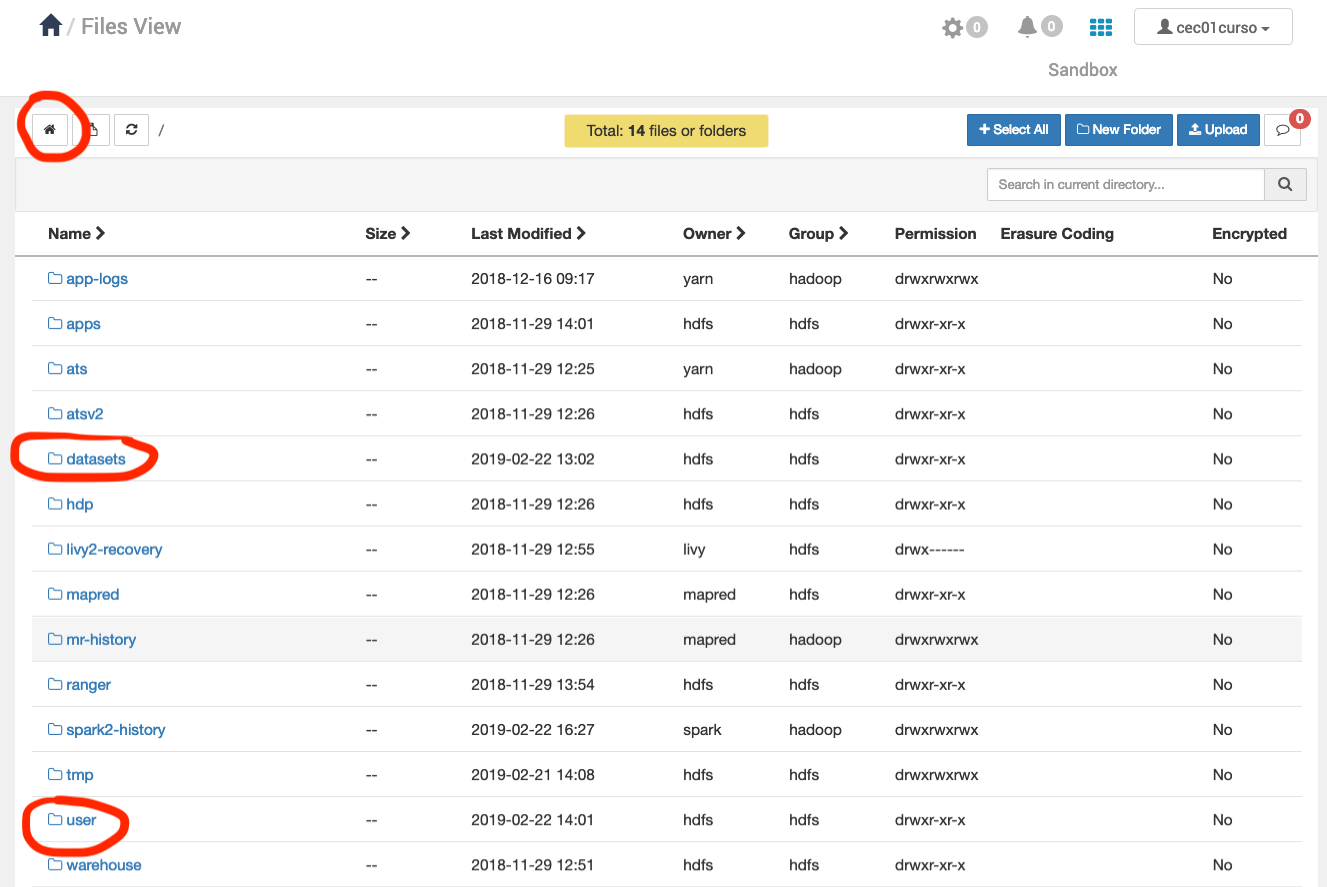 / Files View
0 0 cec01curso
Sandbox
/ Total: 14 files or folders Select All New Folder Upload 0
Search in current directory...
Name Size Last Modified Owner Group Permission Erasure Coding Encrypted
app-logs -- 2018-12-16 09:17 yarn hadoop drwxrwxrwx No
apps -- 2018-11-29 14:01 hdfs hdfs drwxr-xr-x No
ats -- 2018-11-29 12:25 yarn hadoop drwxr-xr-x No
atsv2 -- 2018-11-29 12:26 hdfs hdfs drwxr-xr-x No
datasets -- 2019-02-22 13:02 hdfs hdfs drwxr-xr-x No
hdp -- 2018-11-29 12:26 hdfs hdfs drwxr-xr-x No
livy2-recovery -- 2018-11-29 12:55 livy hdfs drwx------ No
mapred -- 2018-11-29 12:26 mapred hdfs drwxr-xr-x No
mr-history -- 2018-11-29 12:26 mapred hadoop drwxrwxrwx No
ranger -- 2018-11-29 13:54 hdfs hdfs drwxr-xr-x No
spark2-history -- 2019-02-22 16:27 spark hadoop drwxrwxrwx No
tmp -- 2019-02-21 14:08 hdfs hdfs drwxrwxrwx No
user -- 2019-02-22 14:01 hdfs hdfs drwxr-xr-x No
warehouse -- 2018-11-29 12:51 hdfs hdfs drwxr-xr-x No